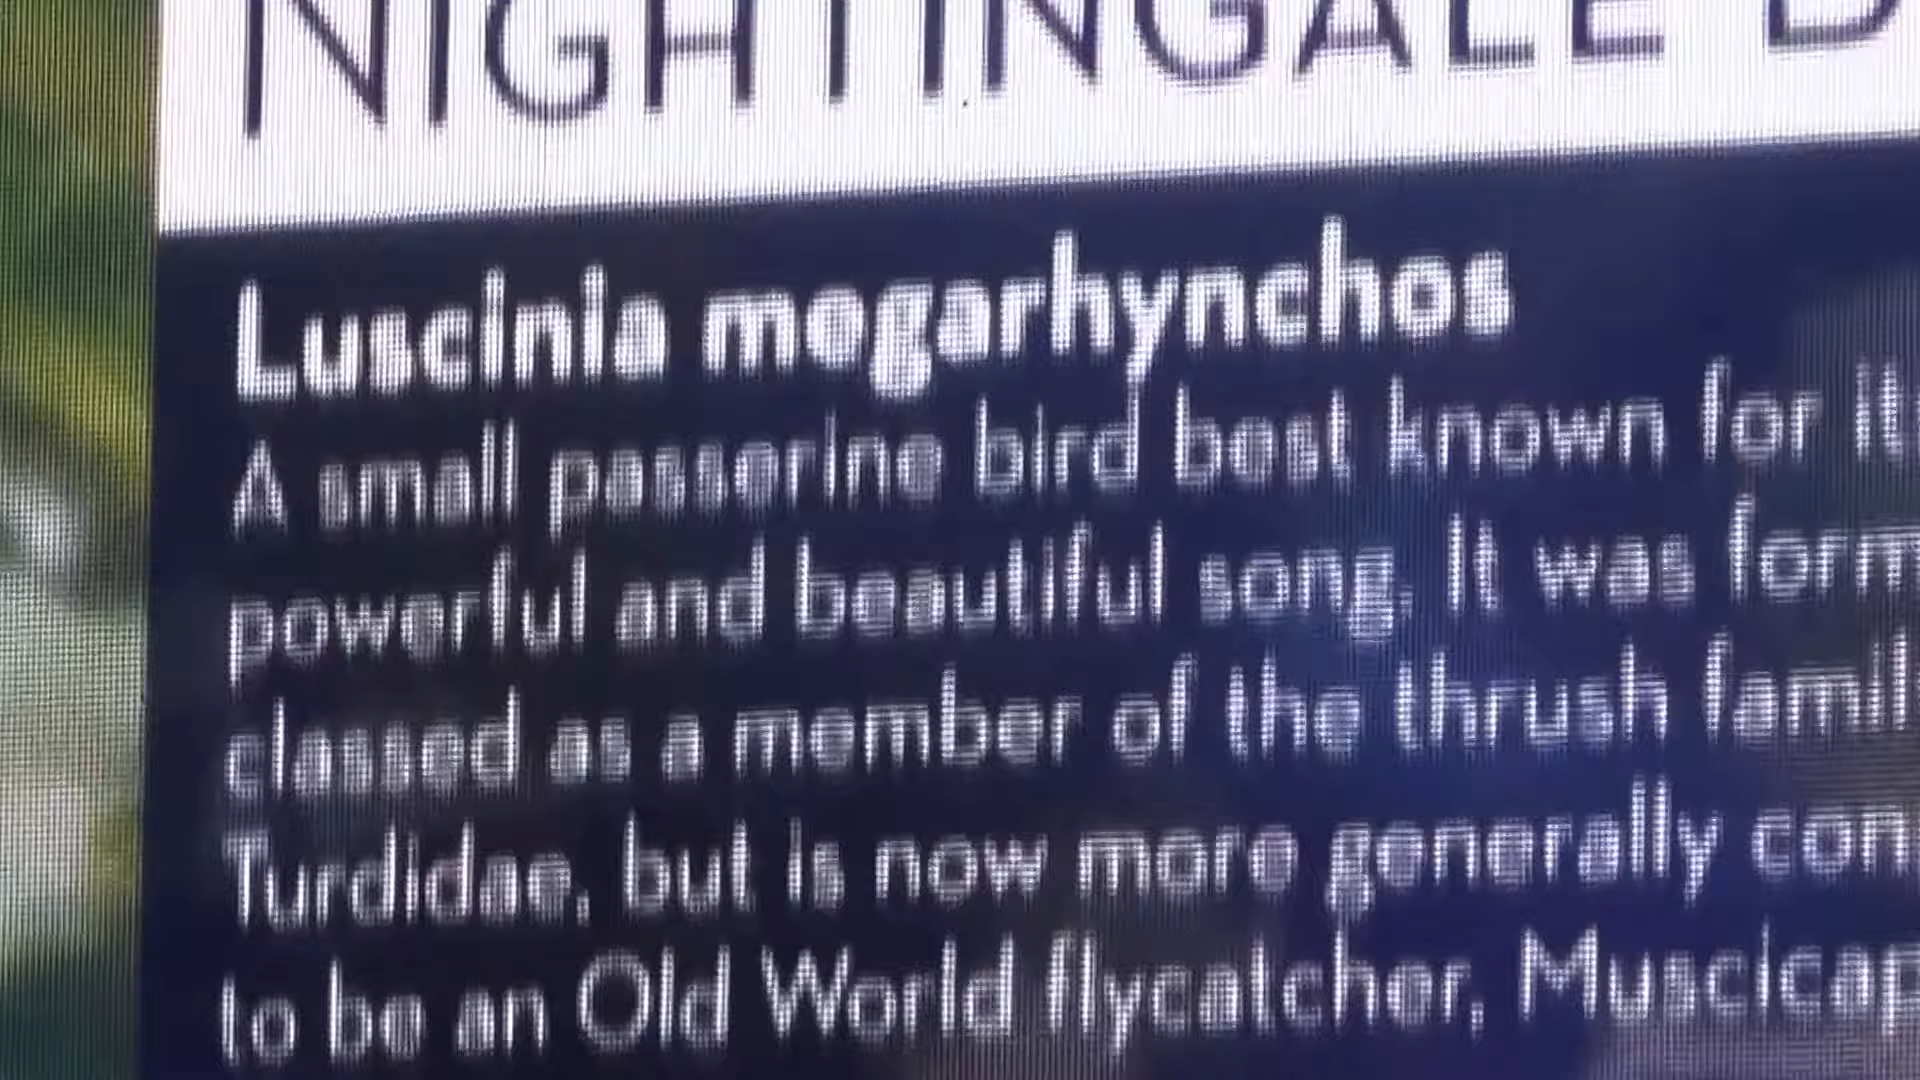 NIGHTINGALE
Luscinia megarhynchos
A small passerine bird best known for its
powerful and beautiful song. It was form
classed as a member of the thrush famil
Turdidae, but is now more generally con
to be an Old World flycatcher, Muscicap